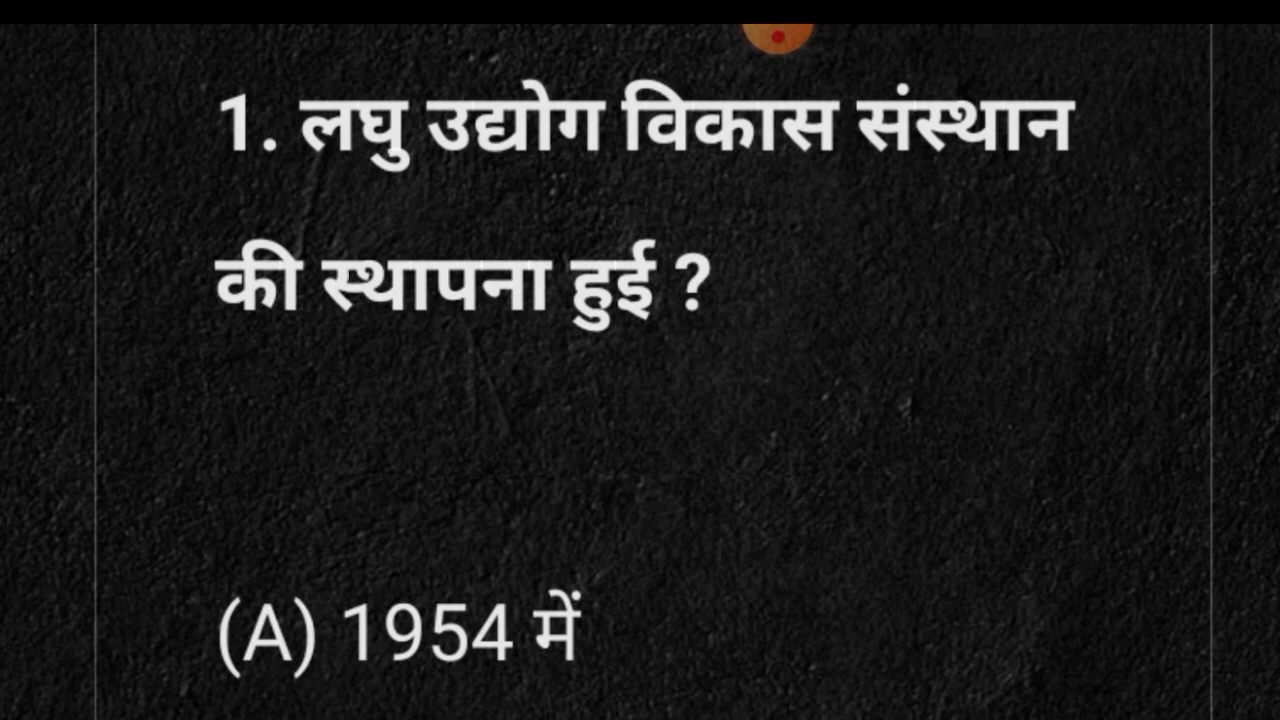 1. लघु उद्योग विकास संस्थान
की स्थापना हुई ?
(A) 1954 में